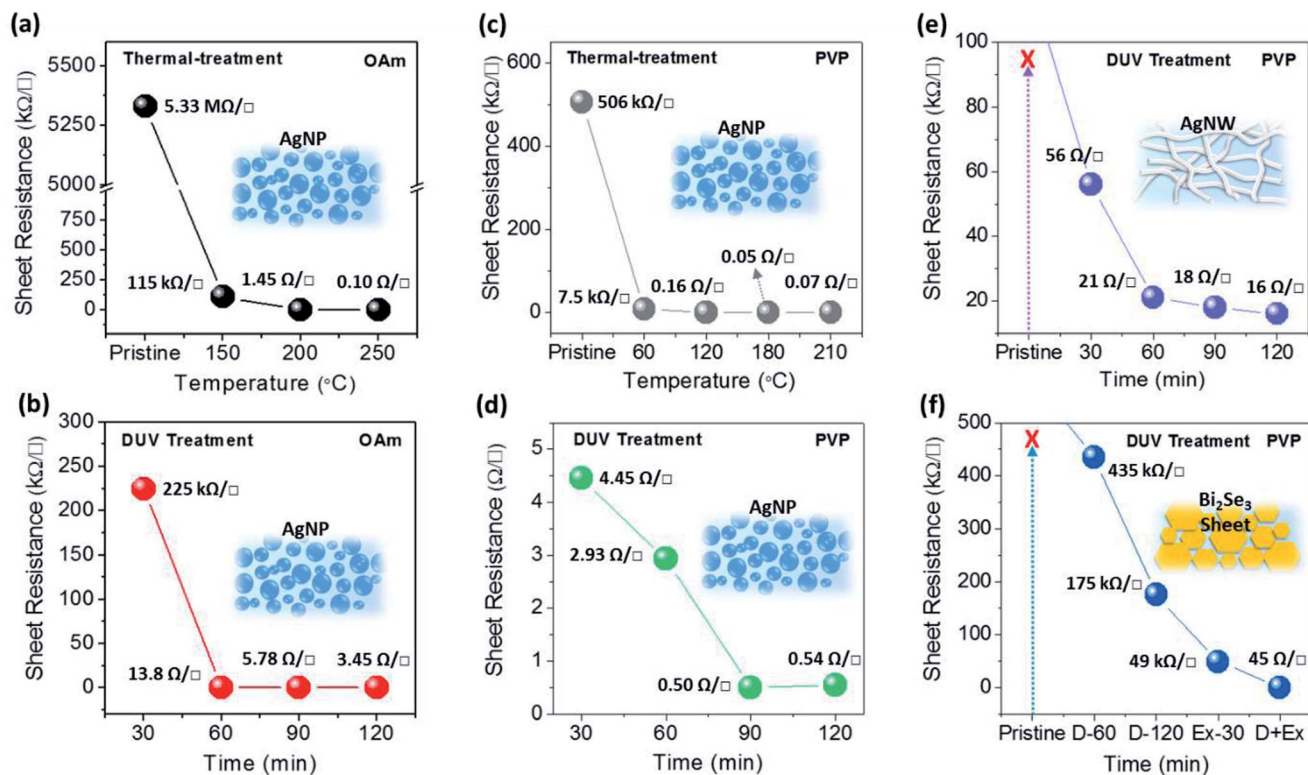 (a)
Thermal-treatment OAm
5.33 MΩ/□
AgNP
115 kΩ/□
1.45 Ω/□
0.10 Ω/□
Sheet Resistance (kΩ/□)
5500
5250
5000
750
500
250
0
Pristine 150 200 250
Temperature (°C)
(c)
Thermal-treatment PVP
506 kΩ/□
AgNP
7.5 kΩ/□
0.16 Ω/□
0.05 Ω/□
0.07 Ω/□
Sheet Resistance (kΩ/□)
600
400
200
0
Pristine 60 120 180 210
Temperature (°C)
(e)
DUV Treatment PVP
X
AgNW
56 Ω/□
21 Ω/□
18 Ω/□
16 Ω/□
Sheet Resistance (kΩ/□)
100
80
60
40
20
Pristine 30 60 90 120
Time (min)
(b)
DUV Treatment OAm
225 kΩ/□
AgNP
13.8 Ω/□
5.78 Ω/□
3.45 Ω/□
Sheet Resistance (kΩ/□)
300
250
200
150
100
50
0
30 60 90 120
Time (min)
(d)
DUV Treatment PVP
4.45 Ω/□
2.93 Ω/□
AgNP
0.50 Ω/□
0.54 Ω/□
Sheet Resistance (Ω/□)
5
4
3
2
1
0
30 60 90 120
Time (min)
(f)
DUV Treatment PVP
X
435 kΩ/□
Bi₂Se₃
Sheet
175 kΩ/□
49 kΩ/□
45 Ω/□
Sheet Resistance (kΩ/□)
500
400
300
200
100
0
Pristine D-60 D-120 Ex-30 D+Ex